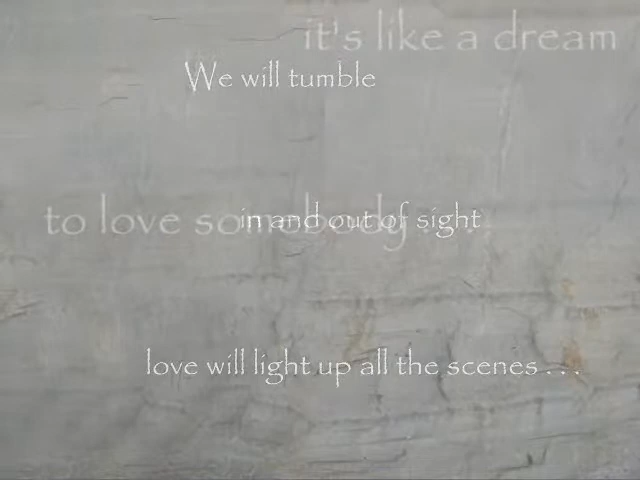 it's like a dream
We will tumble
to love somebody . . .
in and out of sight
love will light up all the scenes . . .